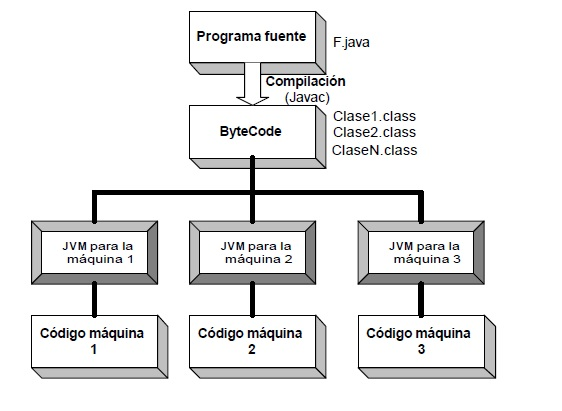 Programa fuente
F.java
Compilación
(Javac)
ByteCode
Clase1.class
Clase2.class
ClaseN.class
JVM para la
máquina 1
JVM para la
máquina 2
JVM para la
máquina 3
Código máquina
1
Código máquina
2
Código máquina
3